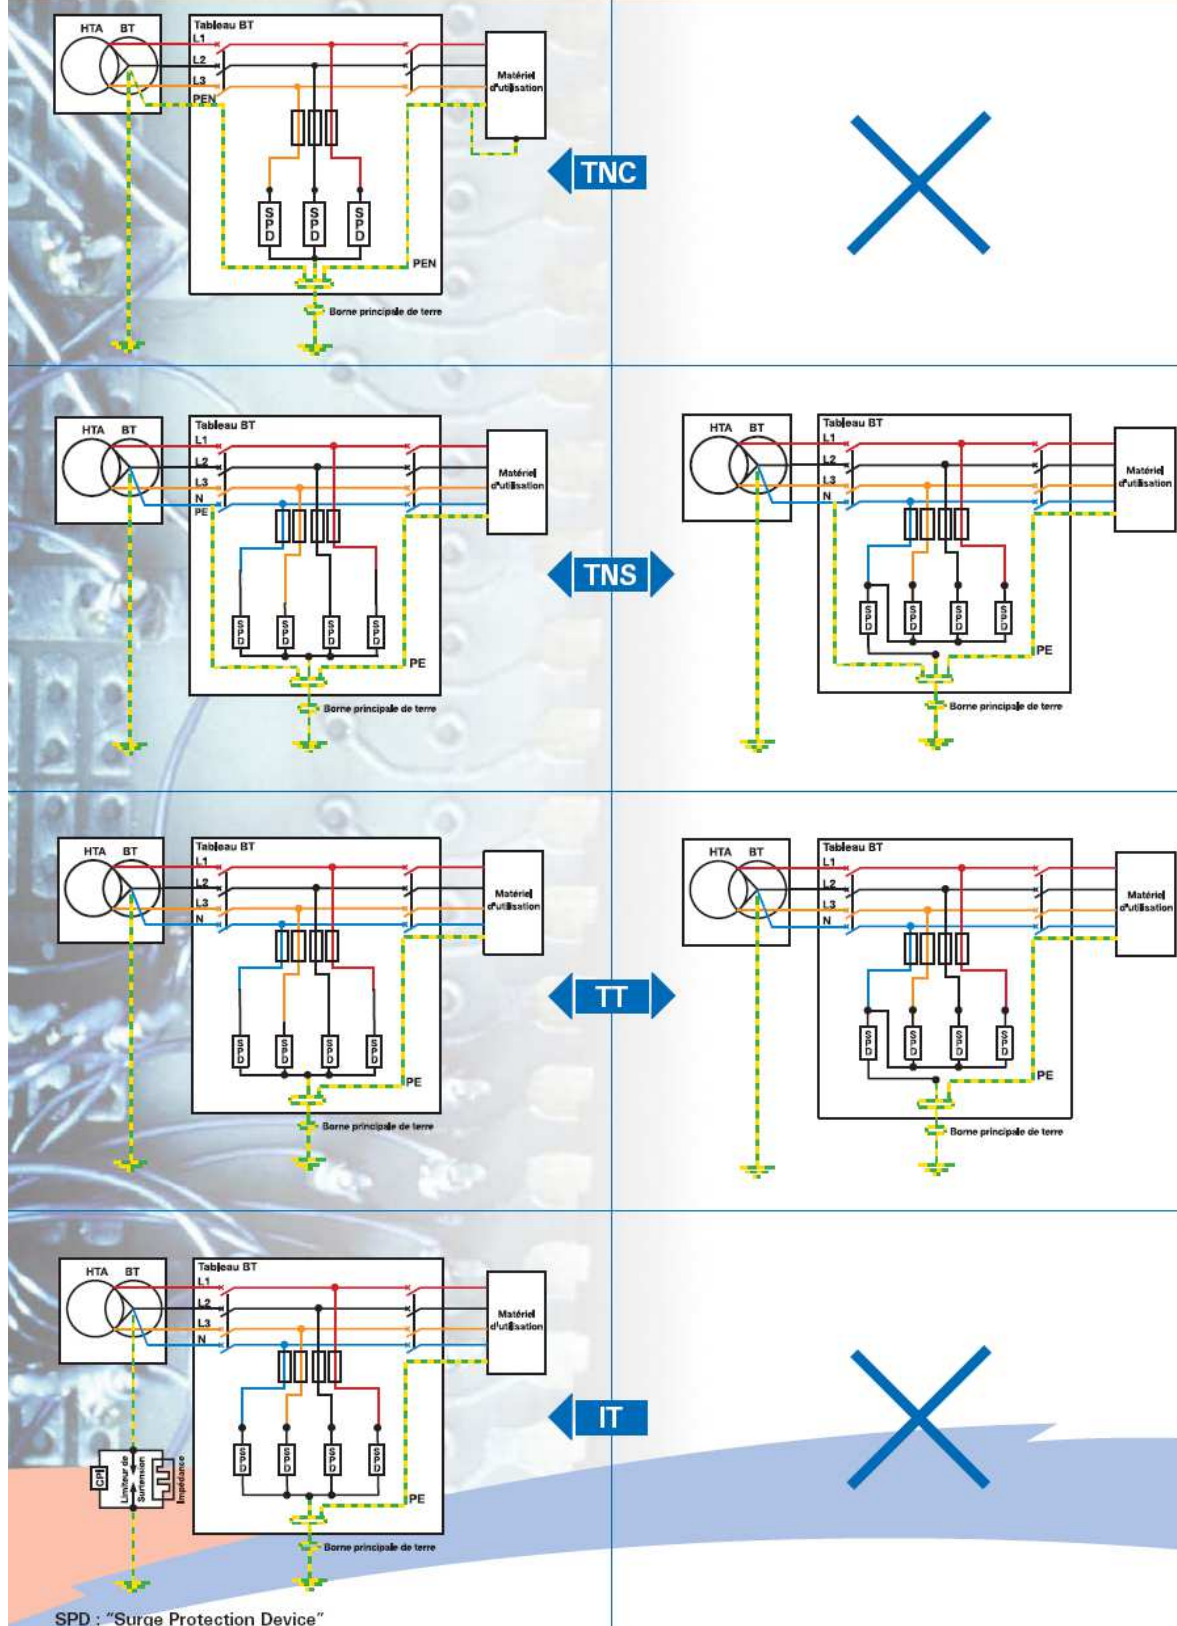 HTA BT
Tableau BT
L1
L2
L3
PEN
Matériel
d'utilisation
SPD
SPD
SPD
PEN
Borne principale de terre
TNC
HTA BT
Tableau BT
L1
L2
L3
N
PE
Matériel
d'utilisation
SPD
SPD
SPD
SPD
PE
Borne principale de terre
TNS
HTA BT
Tableau BT
L1
L2
L3
N
Matériel
d'utilisation
SPD
SPD
SPD
SPD
PE
Borne principale de terre
HTA BT
Tableau BT
L1
L2
L3
N
Matériel
d'utilisation
SPD
SPD
SPD
SPD
PE
Borne principale de terre
TT
HTA BT
Tableau BT
L1
L2
L3
N
Matériel
d'utilisation
SPD
SPD
SPD
SPD
PE
Borne principale de terre
HTA BT
Tableau BT
L1
L2
L3
N
Matériel
d'utilisation
SPD
SPD
SPD
SPD
PE
Borne principale de terre
IT
CPI
Limiteur de
Surtension
Impédance
SPD : "Surge Protection Device"